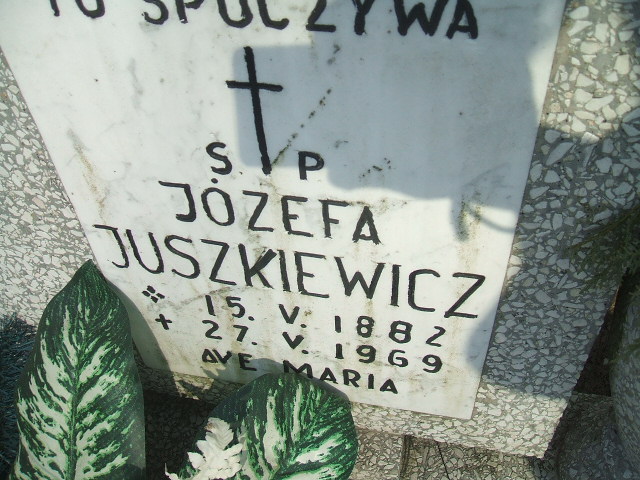 TU SPOCZYWA
Ś. P
JÓZEFA
JUSZKIEWICZ
* 15. V. 1882
+ 27. V. 1969
AVE MARIA